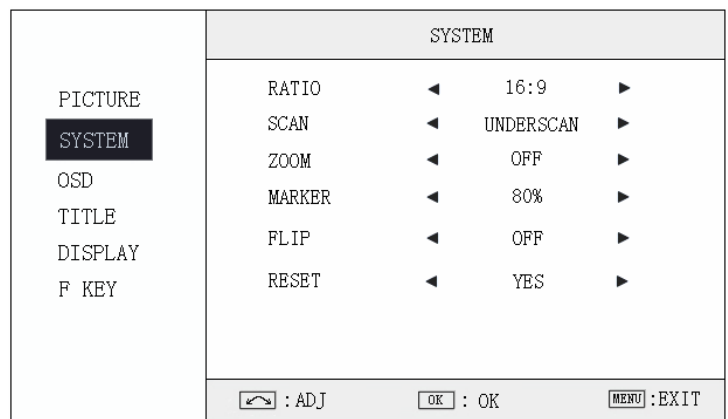 SYSTEM
PICTURE
SYSTEM
OSD
TITLE
DISPLAY
F KEY
RATIO ◄ 16:9 ►
SCAN ◄ UNDERSCAN ►
ZOOM ◄ OFF ►
MARKER ◄ 80% ►
FLIP ◄ OFF ►
RESET ◄ YES ►
: ADJ OK : OK MENU :EXIT